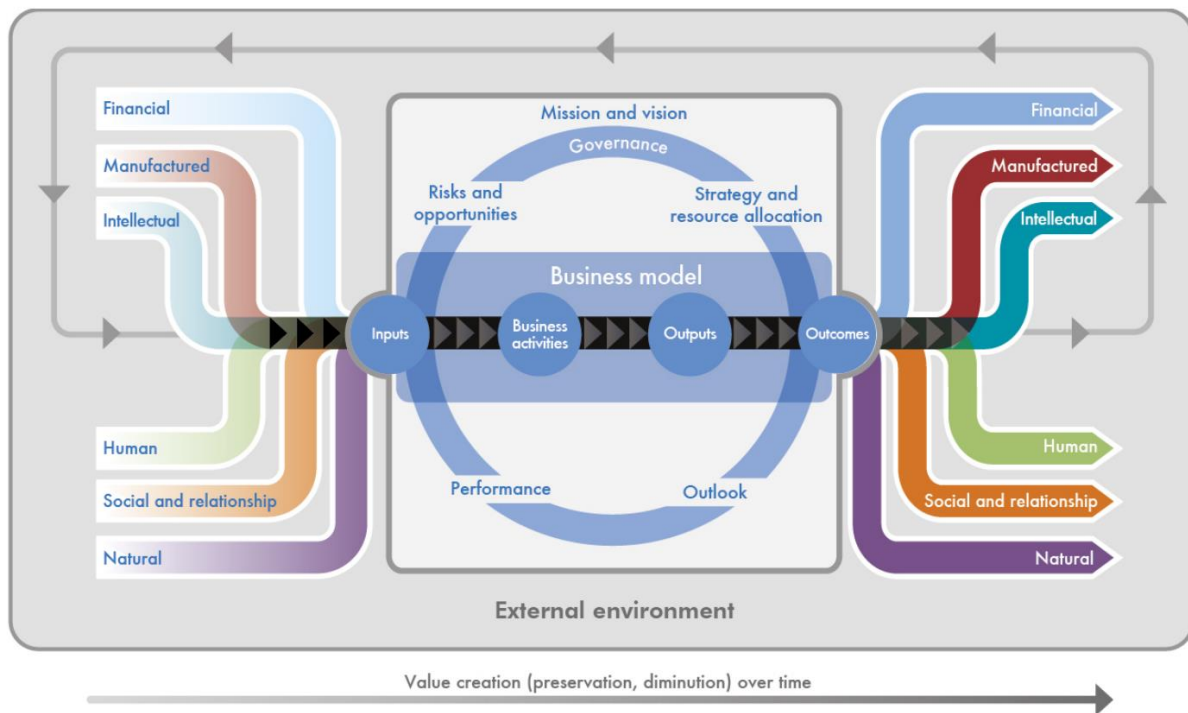 Financial
Manufactured
Intellectual
Human
Social and relationship
Natural
Mission and vision
Governance
Risks and
opportunities
Strategy and
resource allocation
Business model
Inputs
Business
activities
Outputs
Outcomes
Performance
Outlook
Financial
Manufactured
Intellectual
Human
Social and relationship
Natural
External environment
Value creation (preservation, diminution) over time